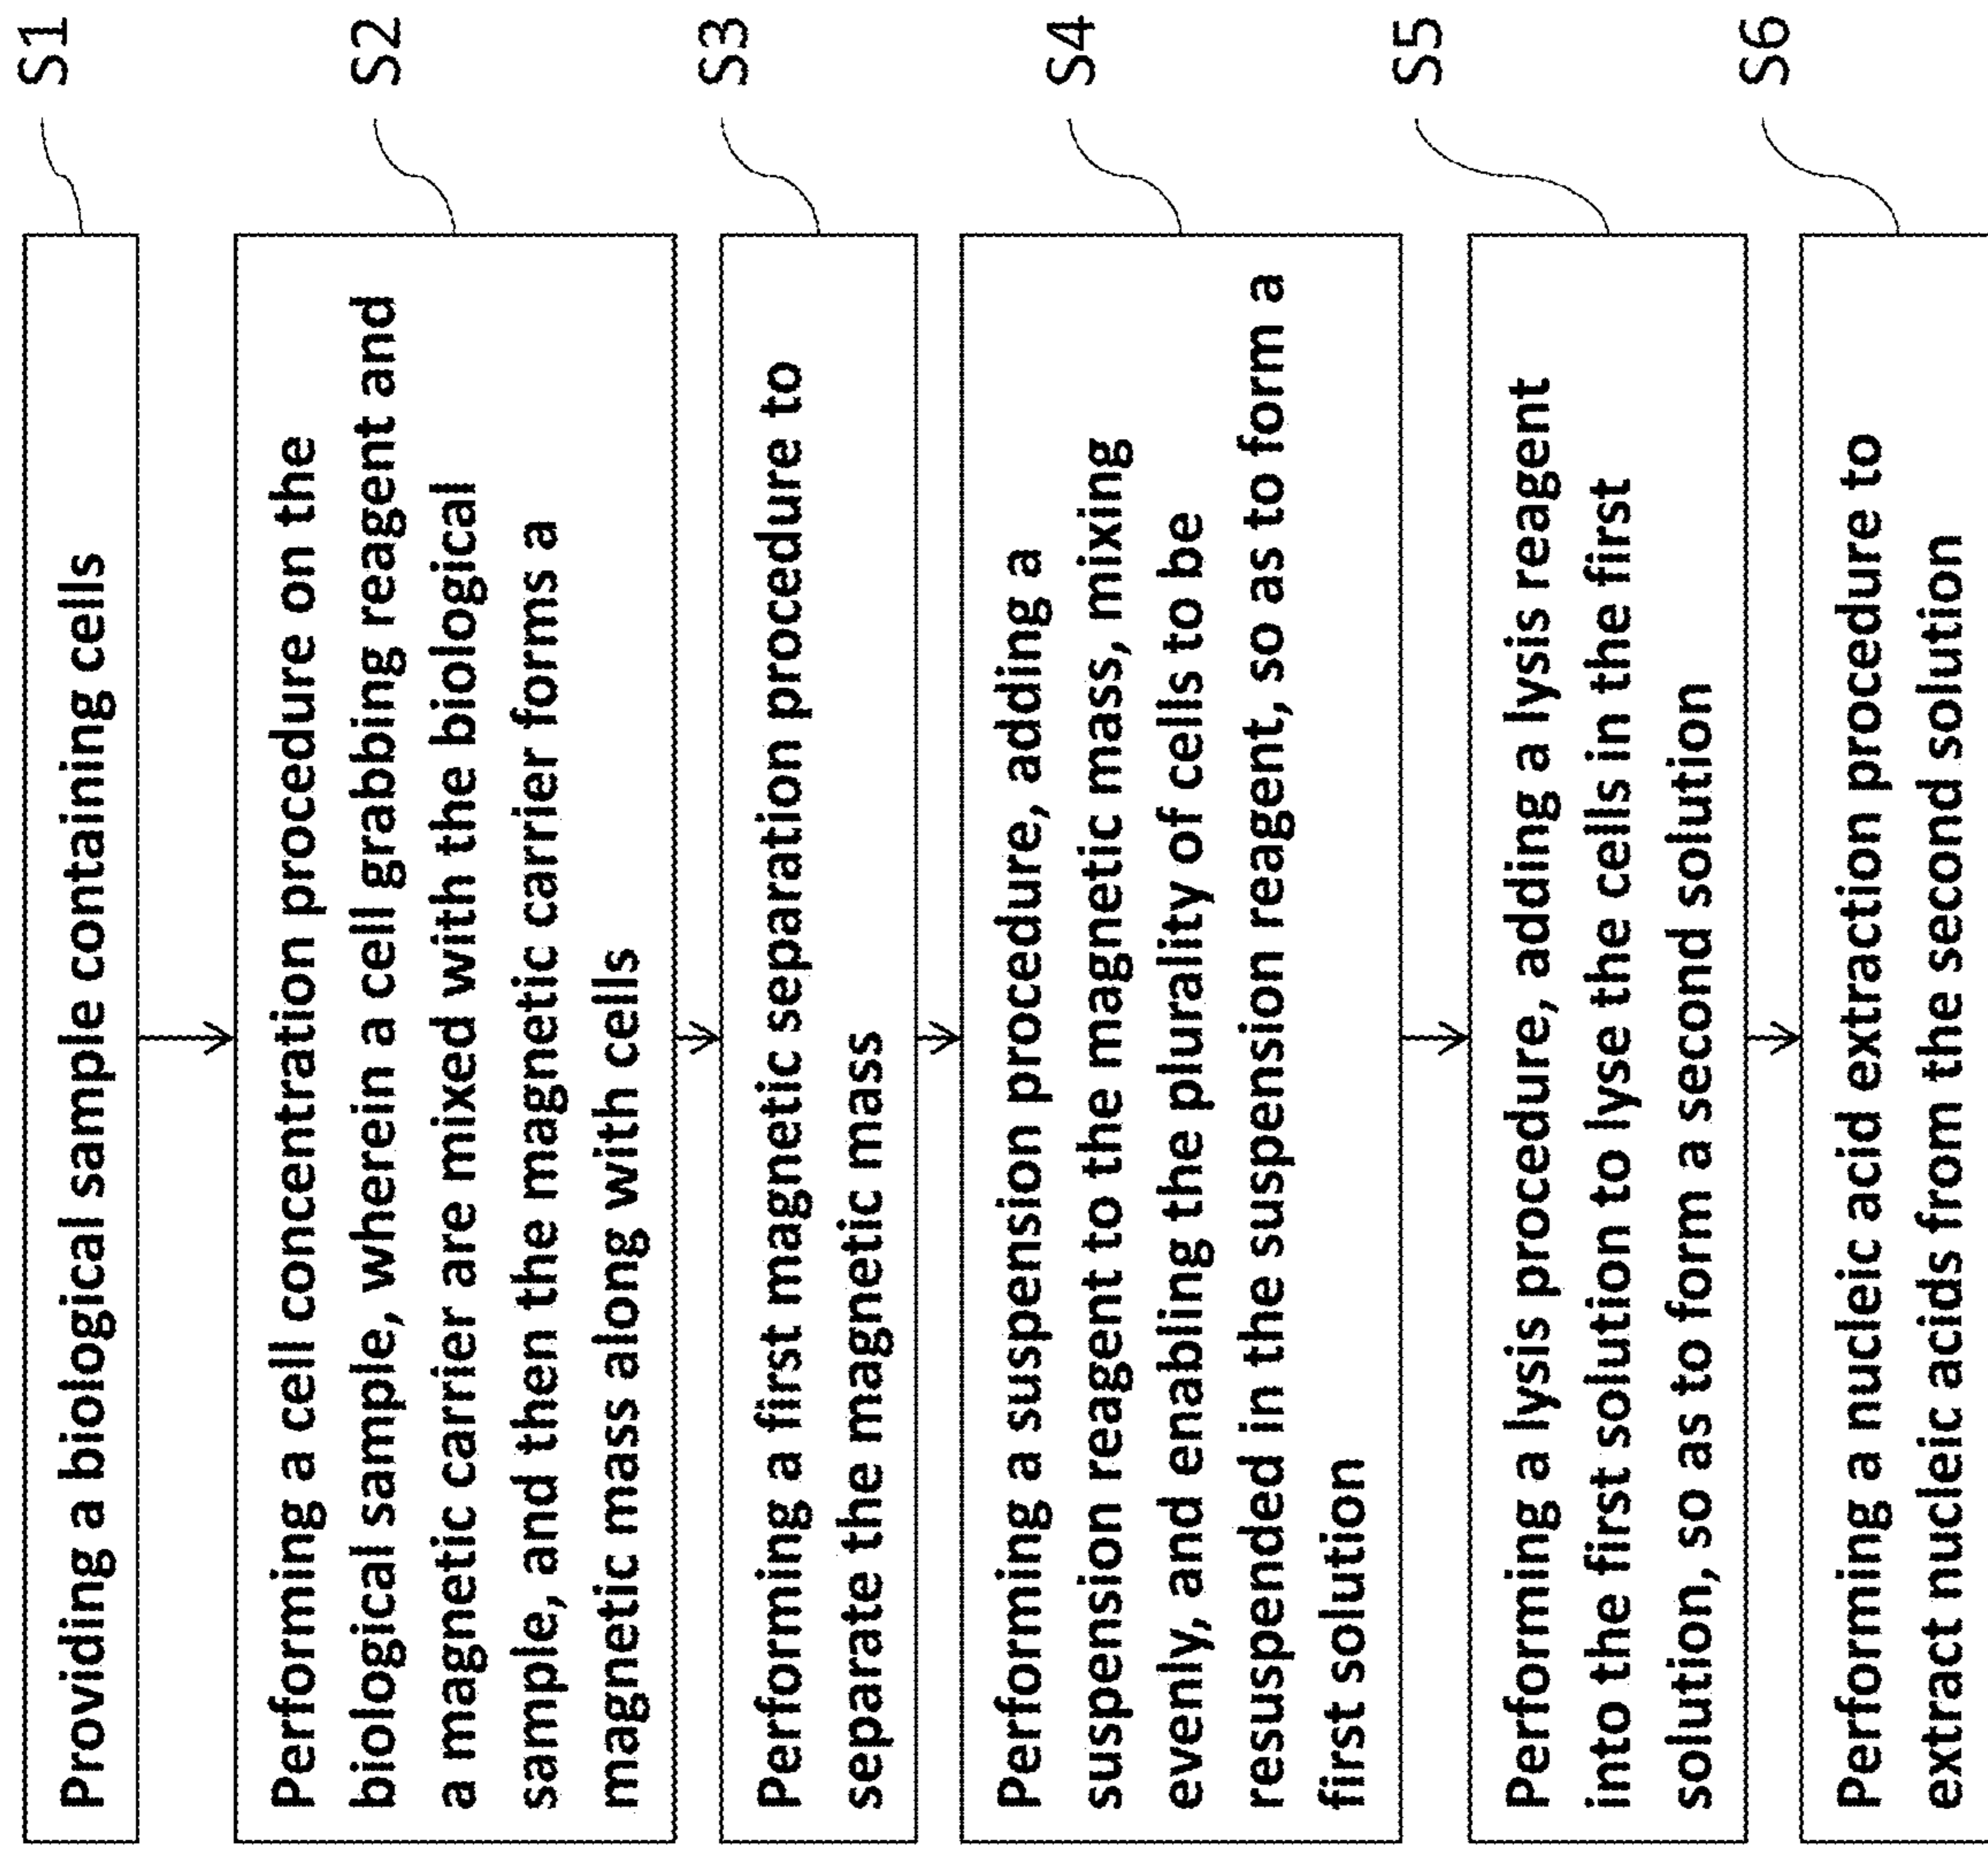 Providing a biological sample containing cells
S1
Performing a cell concentration procedure on the
biological sample, wherein a cell grabbing reagent and
a magnetic carrier are mixed with the biological
sample, and then the magnetic carrier forms a
magnetic mass along with cells
S2
Performing a first magnetic separation procedure to
separate the magnetic mass
S3
Performing a suspension procedure, adding a
suspension reagent to the magnetic mass, mixing
evenly, and enabling the plurality of cells to be
resuspended in the suspension reagent, so as to form a
first solution
S4
Performing a lysis procedure, adding a lysis reagent
into the first solution to lyse the cells in the first
solution, so as to form a second solution
S5
Performing a nucleic acid extraction procedure to
extract nucleic acids from the second solution
S6